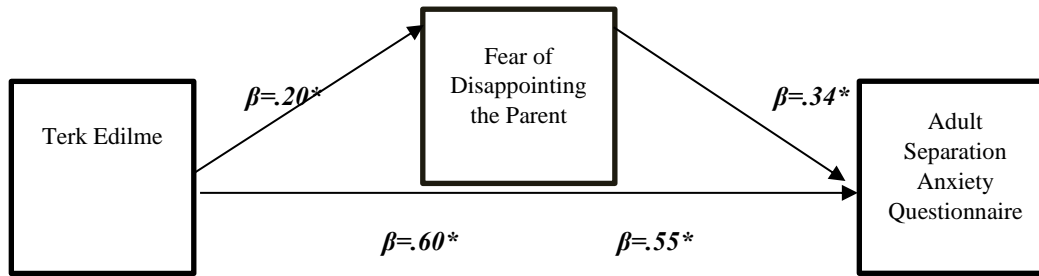 Terk Edilme
β=.20*
Fear of
Disappointing
the Parent
β=.34*
Adult
Separation
Anxiety
Questionnaire
β=.60*
β=.55*